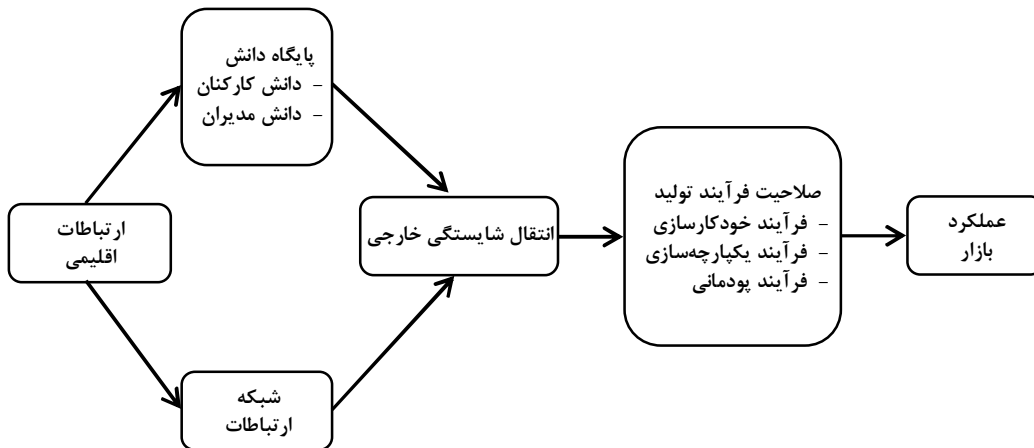 پایگاه دانش
- دانش کارکنان
- دانش مدیران
ارتباطات
اقلیمی
انتقال شایستگی خارجی
شبکه
ارتباطات
صلاحیت فرآیند تولید
- فرآیند خودکارسازی
- فرآیند یکپارچه‌سازی
- فرآیند پودمانی
عملکرد
بازار